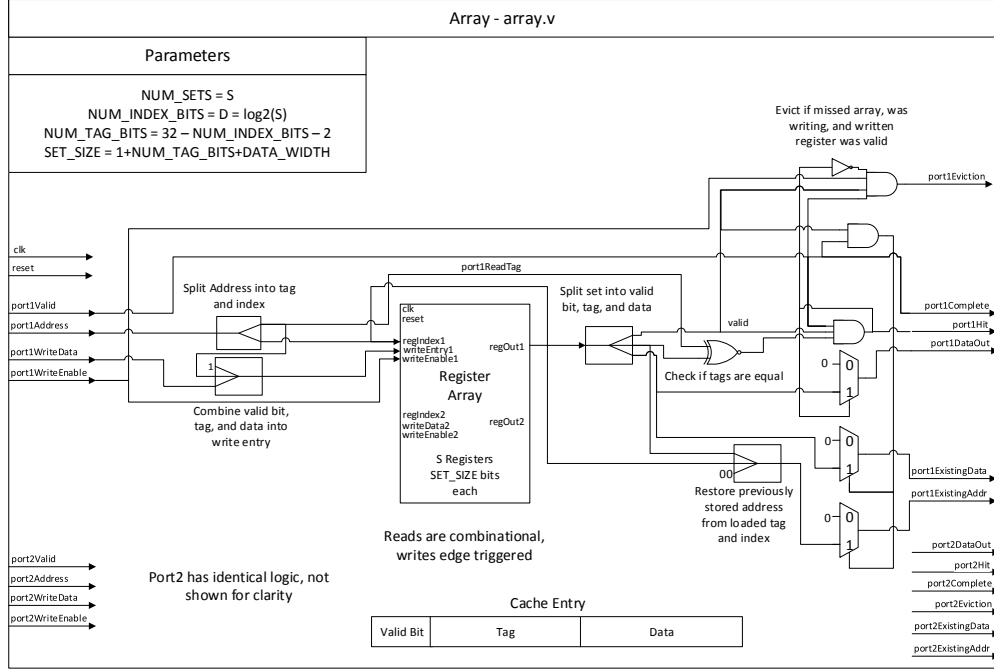 Array - array.v
Parameters
NUM_SETS = S
NUM_INDEX_BITS = D = log2(S)
NUM_TAG_BITS = 32 – NUM_INDEX_BITS – 2
SET_SIZE = 1+NUM_TAG_BITS+DATA_WIDTH
Evict if missed array, was
writing, and written
register was valid
port1Eviction
clk
reset
port1Valid
port1Address
port1WriteData
port1WriteEnable
Split Address into tag
and index
1
Combine valid bit,
tag, and data into
write entry
port1ReadTag
clk
reset
regIndex1
writeEntry1
writeEnable1
regOut1
Register
Array
regIndex2
writeData2
writeEnable2
regOut2
S Registers
SET_SIZE bits
each
Reads are combinational,
writes edge triggered
Split set into valid
bit, tag, and data
valid
Check if tags are equal
port1Complete
port1Hit
port1DataOut
0
0
1
0
0
1
port1ExistingData
00
Restore previously
stored address
from loaded tag
and index
port1ExistingAddr
0
0
1
port2Valid
port2Address
port2WriteData
port2WriteEnable
Port2 has identical logic, not
shown for clarity
port2DataOut
port2Hit
port2Complete
port2Eviction
port2ExistingData
port2ExistingAddr
Cache Entry
Valid Bit
Tag
Data